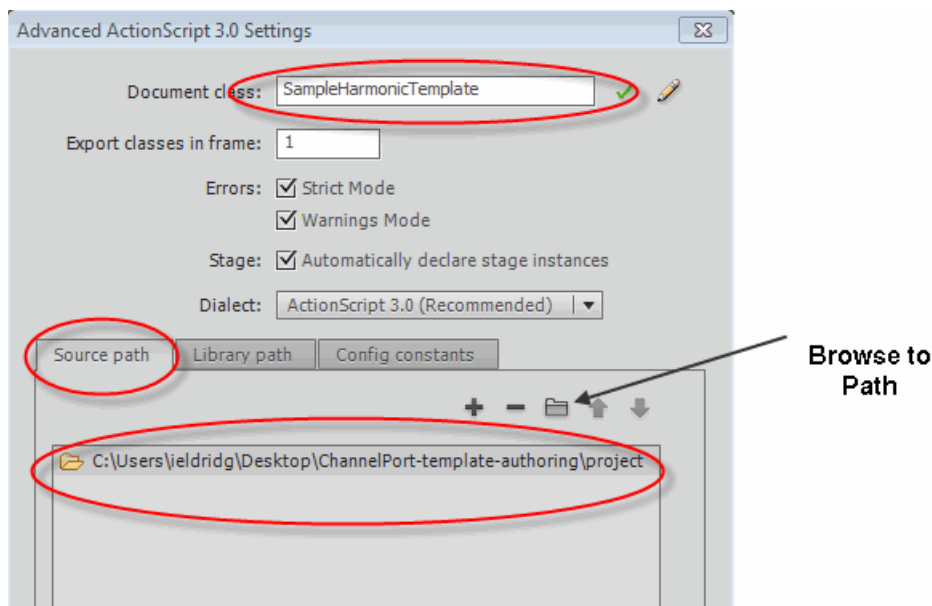 Advanced ActionScript 3.0 Settings
Document class: SampleHarmonicTemplate
Export classes in frame: 1
Errors: Strict Mode
Warnings Mode
Stage: Automatically declare stage instances
Dialect: ActionScript 3.0 (Recommended)
Source path Library path Config constants
Browse to
Path
C:\Users\ieldridg\Desktop\ChannelPort-template-authoring\project